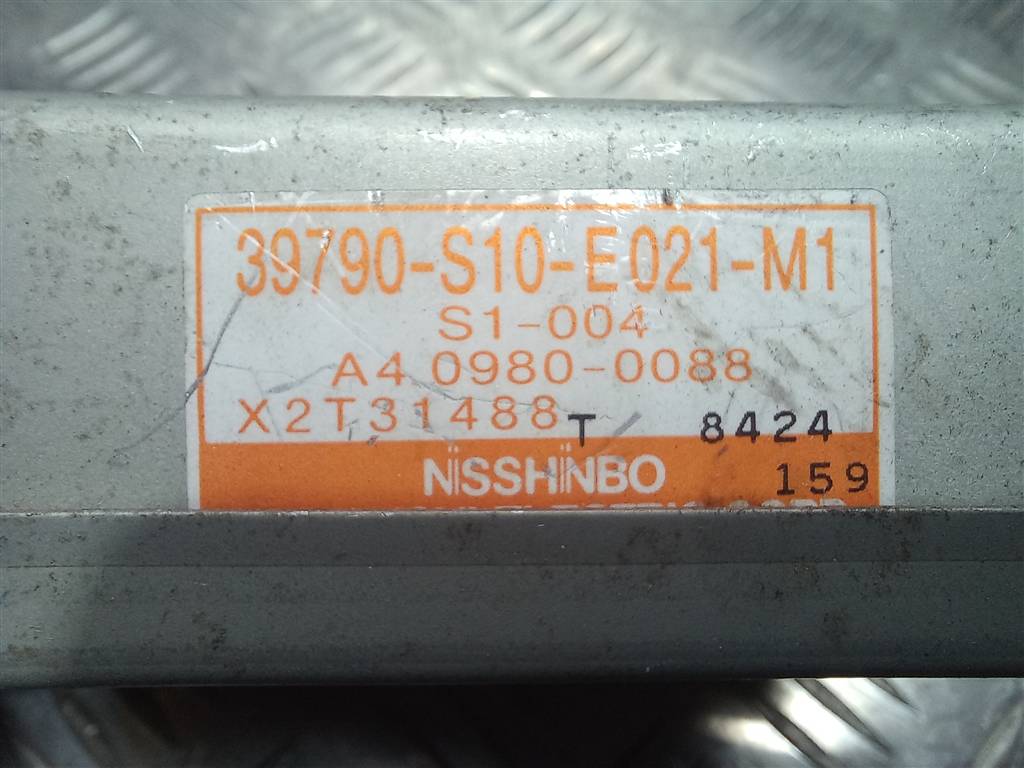 39790-S10-E021-M1
S1-004
A4 0980-0088
X2T31488 T 8424
NISSHINBO 159